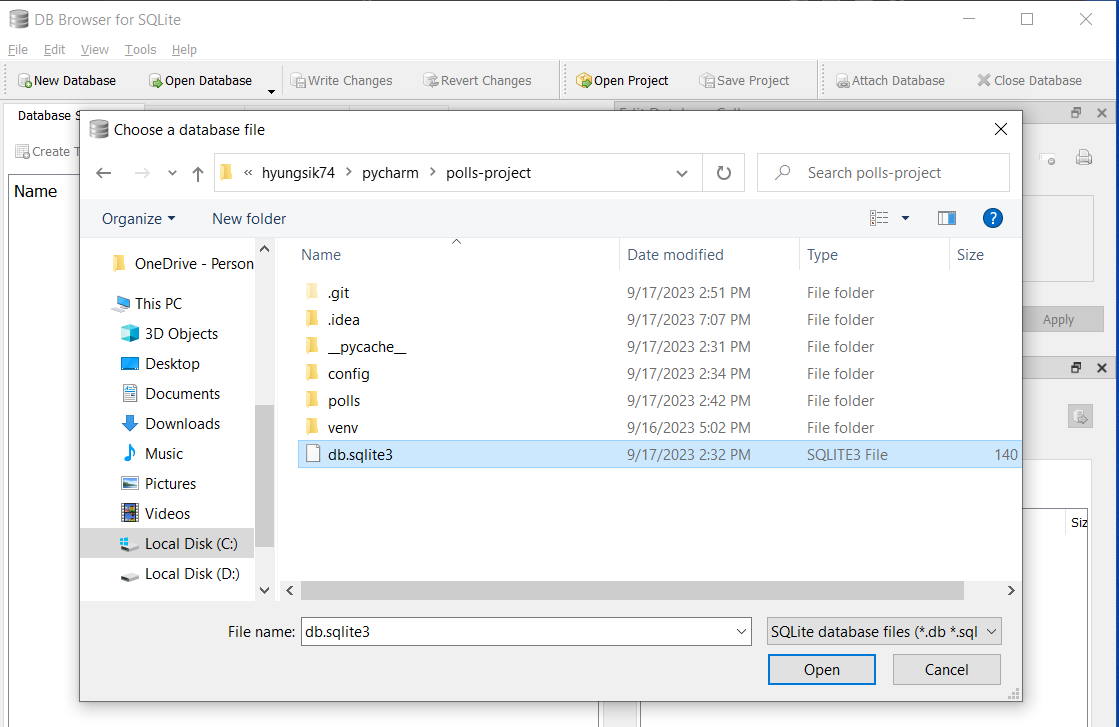 DB Browser for SQLite
File Edit View Tools Help
New Database Open Database Write Changes Revert Changes Open Project Save Project Attach Database Close Database
Database S
Choose a database file
Create T
« hyungsik74 > pycharm > polls-project
Search polls-project
Name
Organize New folder
?
Name Date modified Type Size
OneDrive - Person
This PC
3D Objects
Desktop
Documents
Downloads
Music
Pictures
Videos
Local Disk (C:)
Local Disk (D:)
.git 9/17/2023 2:51 PM File folder
.idea 9/17/2023 7:07 PM File folder
__pycache__ 9/17/2023 2:31 PM File folder
config 9/17/2023 2:34 PM File folder
polls 9/17/2023 2:42 PM File folder
venv 9/16/2023 5:02 PM File folder
db.sqlite3 9/17/2023 2:32 PM SQLITE3 File 140
Apply
Siz
File name: db.sqlite3 SQLite database files (*.db *.sql
Open Cancel